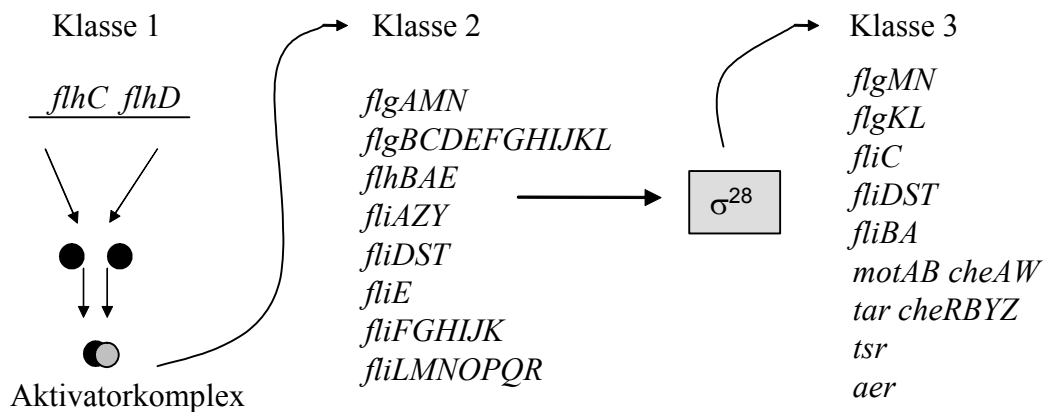 Klasse 1
flhC flhD
Aktivatorkomplex
Klasse 2
flgAMN
flgBCDEFGHIJKL
flhBAE
fliAZY
fliDST
fliE
fliFGHIJK
fliLMNOPQR
σ28
Klasse 3
flgMN
flgKL
fliC
fliDST
fliBA
motAB cheAW
tar cheRBYZ
tsr
aer